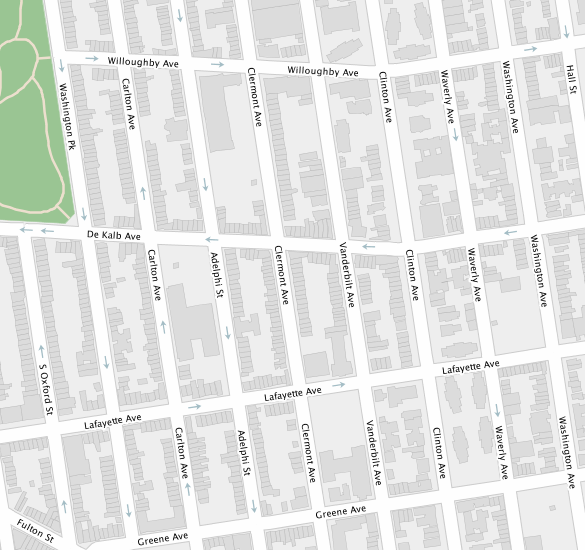 Willoughby Ave
Willoughby Ave
Washington Pk
Carlton Ave
Clermont Ave
Clinton Ave
Waverly Ave
Washington Ave
Hall St
De Kalb Ave
Carlton Ave
Adelphi St
Clermont Ave
Vanderbilt Ave
Clinton Ave
Waverly Ave
Washington Ave
S Oxford St
Lafayette Ave
Lafayette Ave
Lafayette Ave
Carlton Ave
Adelphi St
Clermont Ave
Vanderbilt Ave
Clinton Ave
Waverly Ave
Washington Ave
Fulton St
Greene Ave
Greene Ave